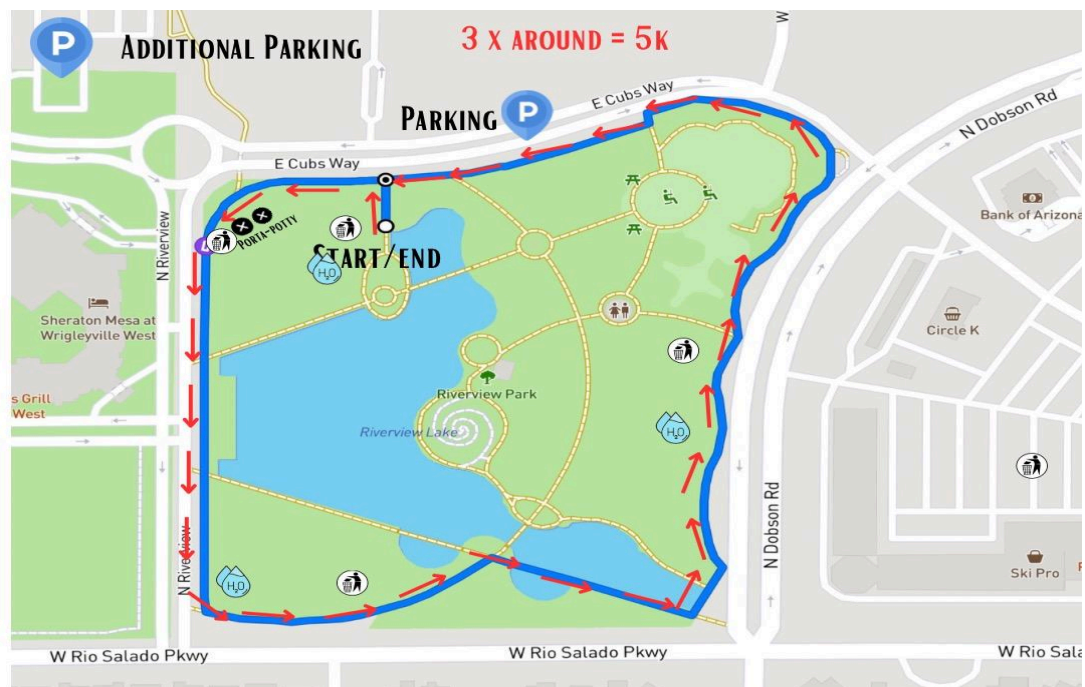 P
Additional Parking
3 x around = 5k
Parking
P
E Cubs Way
E Cubs Way
N Dobson Rd
W
Bank of Arizona
Porta-potty
Start/end
H₂O
N Riverview
Sheraton Mesa at
Wrigleyville West
Circle K
s Grill
West
Riverview Park
Riverview Lake
H₂O
N Dobson Rd
N Riverview
H₂O
Ski Pro
W Rio Salado Pkwy
W Rio Salado Pkwy
W Rio Sala